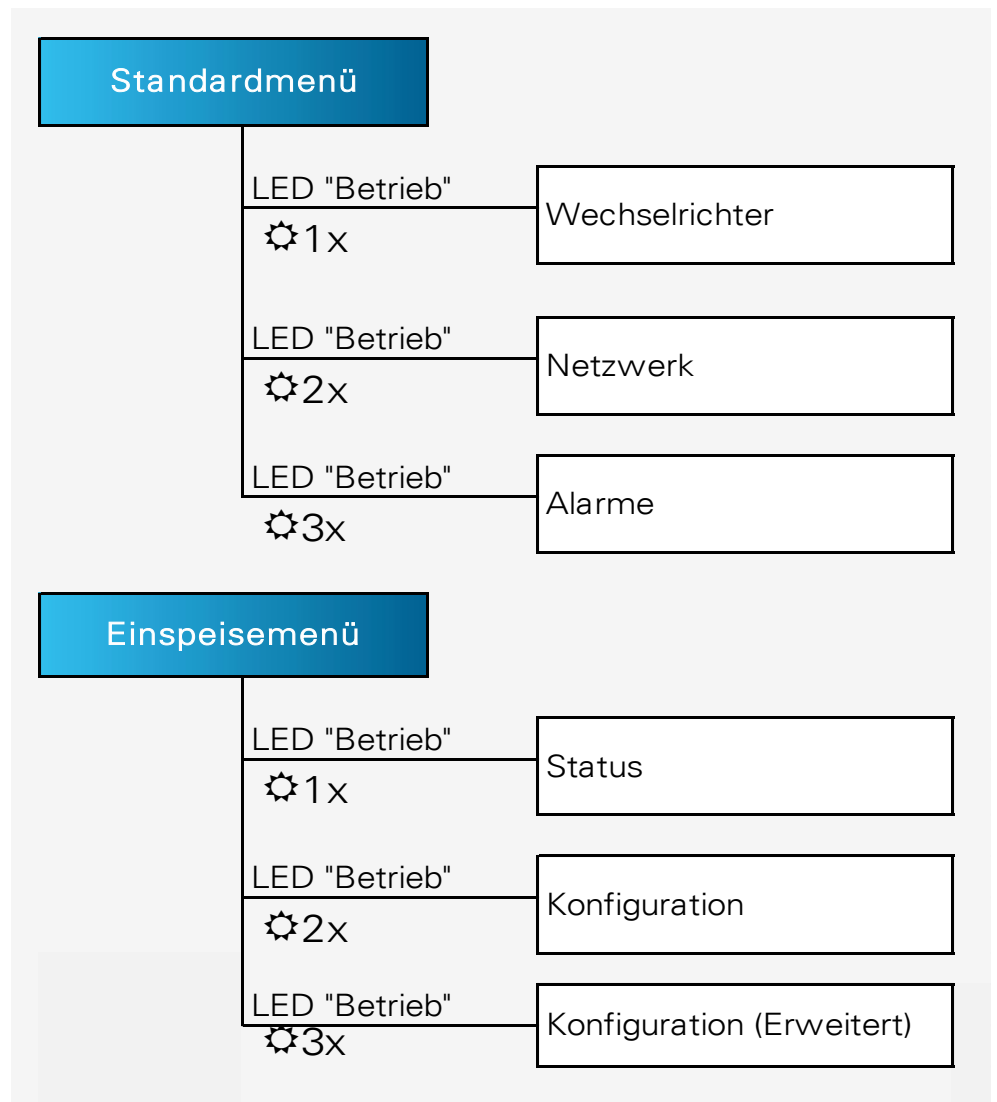 Standardmenü
LED "Betrieb"
1x
Wechselrichter
LED "Betrieb"
2x
Netzwerk
LED "Betrieb"
3x
Alarme
Einspeisemenü
LED "Betrieb"
1x
Status
LED "Betrieb"
2x
Konfiguration
LED "Betrieb"
3x
Konfiguration (Erweitert)